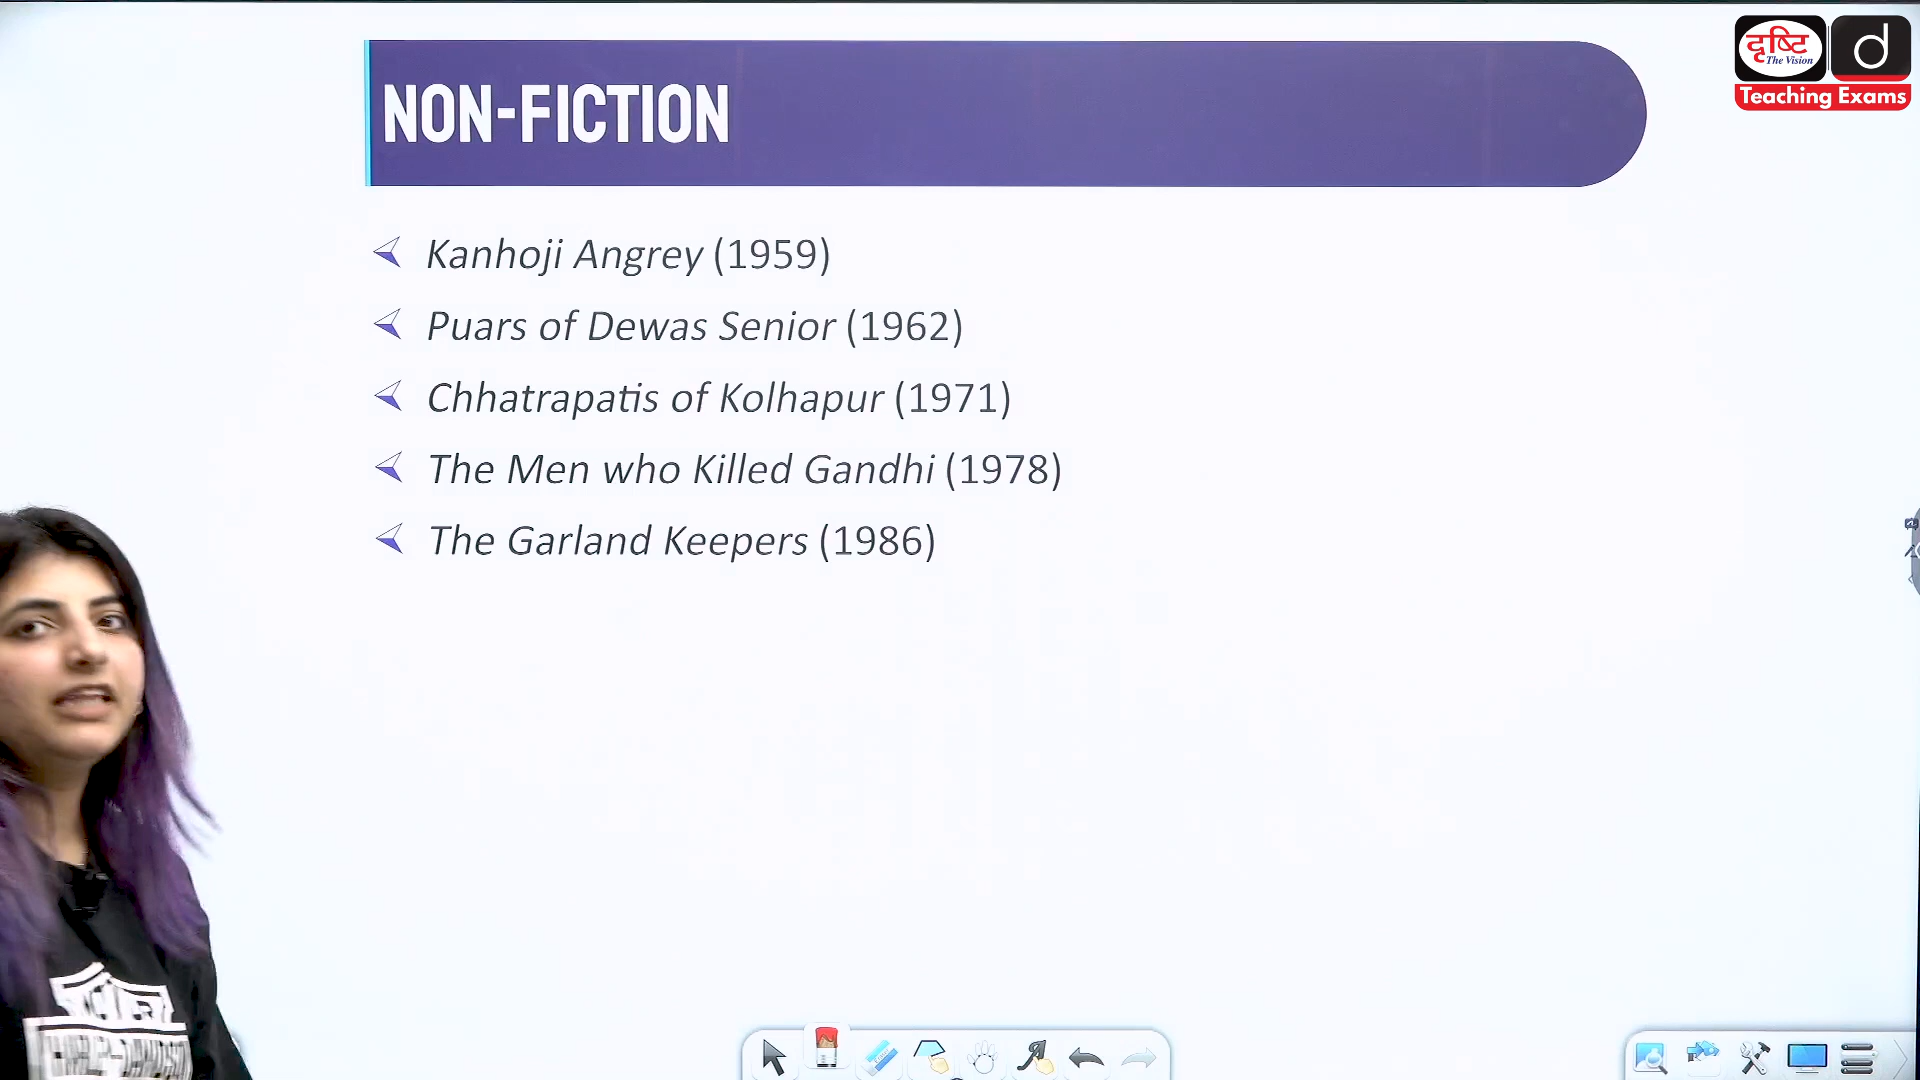 NON-FICTION
Kanhoji Angrey (1959)
Puars of Dewas Senior (1962)
Chhatrapatis of Kolhapur (1971)
The Men who Killed Gandhi (1978)
The Garland Keepers (1986)
दृष्टि
The Vision
d
Teaching Exams